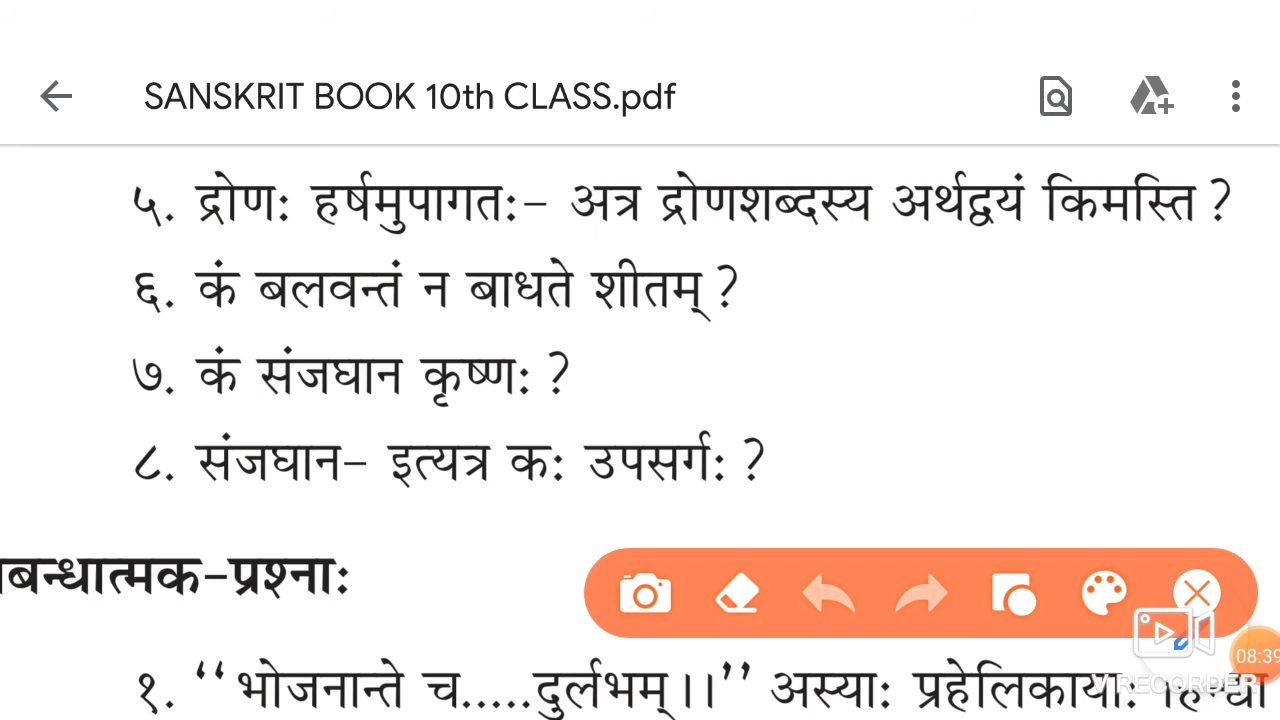 SANSKRIT BOOK 10th CLASS.pdf
५. द्रोणः हर्षमुपागतः- अत्र द्रोणशब्दस्य अर्थद्वयं किमस्ति ?
६. कं बलवन्तं न बाधते शीतम् ?
७. कं संजघान कृष्णः ?
८. संजघान- इत्यत्र कः उपसर्गः ?
बन्धात्मक-प्रश्नाः
08:39
१. “भोजनान्ते च.....दुर्लभम्।।” अस्याः प्रहेलिकायाः
V RECORDER